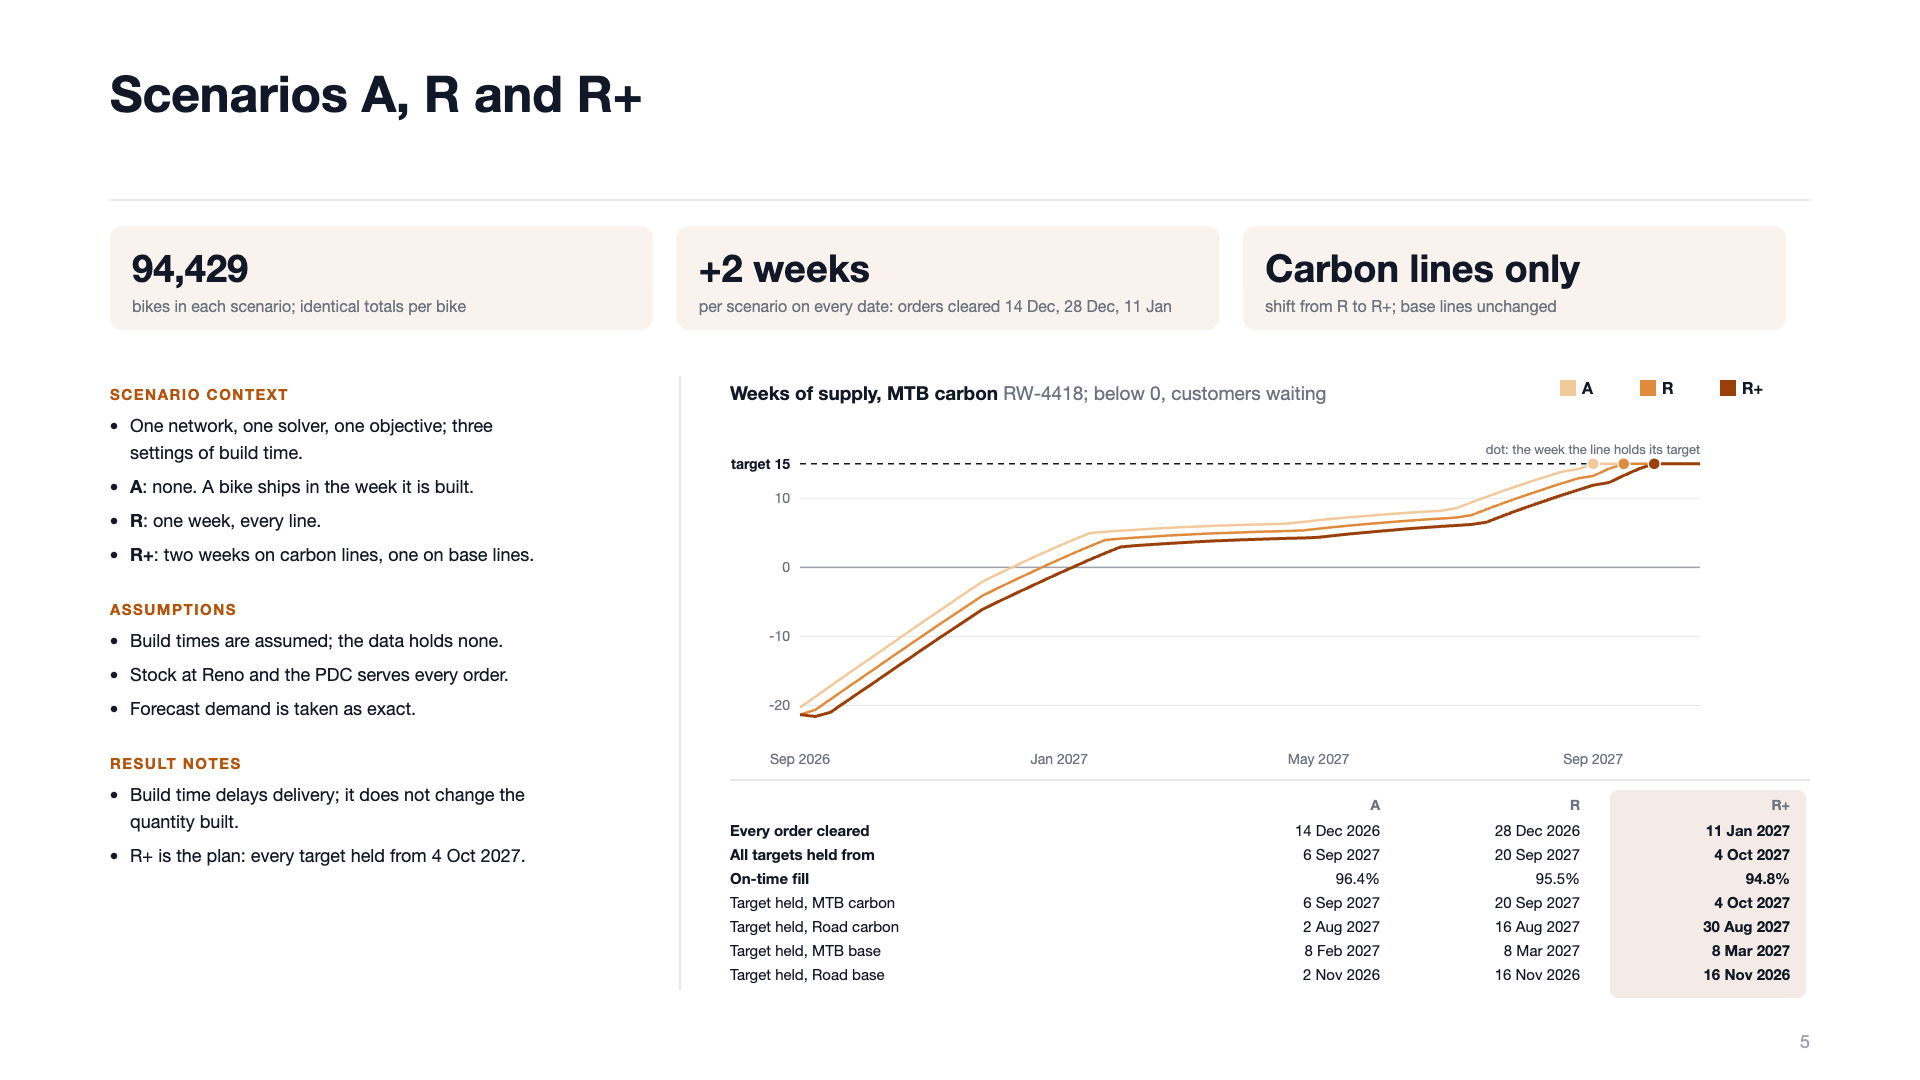 Scenarios A, R and R+
94,429
bikes in each scenario; identical totals per bike
+2 weeks
per scenario on every date: orders cleared 14 Dec, 28 Dec, 11 Jan
Carbon lines only
shift from R to R+; base lines unchanged
SCENARIO CONTEXT
• One network, one solver, one objective; three
settings of build time.
• A: none. A bike ships in the week it is built.
• R: one week, every line.
• R+: two weeks on carbon lines, one on base lines.
ASSUMPTIONS
• Build times are assumed; the data holds none.
• Stock at Reno and the PDC serves every order.
• Forecast demand is taken as exact.
RESULT NOTES
• Build time delays delivery; it does not change the
quantity built.
• R+ is the plan: every target held from 4 Oct 2027.
Weeks of supply, MTB carbon RW-4418; below 0, customers waiting
A R R+
dot: the week the line holds its target
target 15
10
0
-10
-20
Sep 2026 Jan 2027 May 2027 Sep 2027
A R R+
Every order cleared 14 Dec 2026 28 Dec 2026 11 Jan 2027
All targets held from 6 Sep 2027 20 Sep 2027 4 Oct 2027
On-time fill 96.4% 95.5% 94.8%
Target held, MTB carbon 6 Sep 2027 20 Sep 2027 4 Oct 2027
Target held, Road carbon 2 Aug 2027 16 Aug 2027 30 Aug 2027
Target held, MTB base 8 Feb 2027 8 Mar 2027 8 Mar 2027
Target held, Road base 2 Nov 2026 16 Nov 2026 16 Nov 2026
5